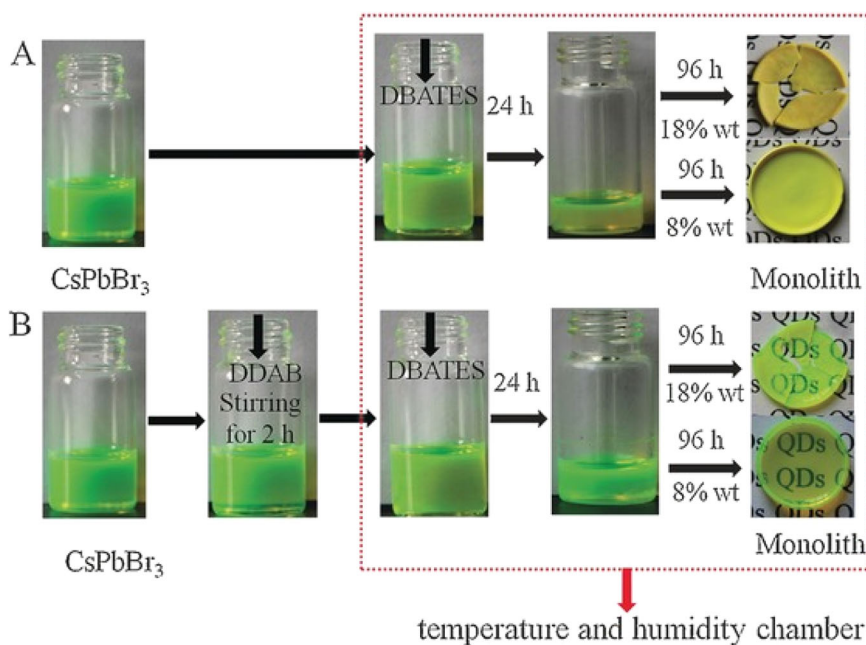 A
DBATES
24 h
96 h
18% wt
96 h
8% wt
QDs
CsPbBr3
Monolith
B
DDAB
Stirring
for 2 h
DBATES
24 h
96 h
18% wt
96 h
8% wt
QDs
QDs
QDs
QDs
CsPbBr3
Monolith
temperature and humidity chamber